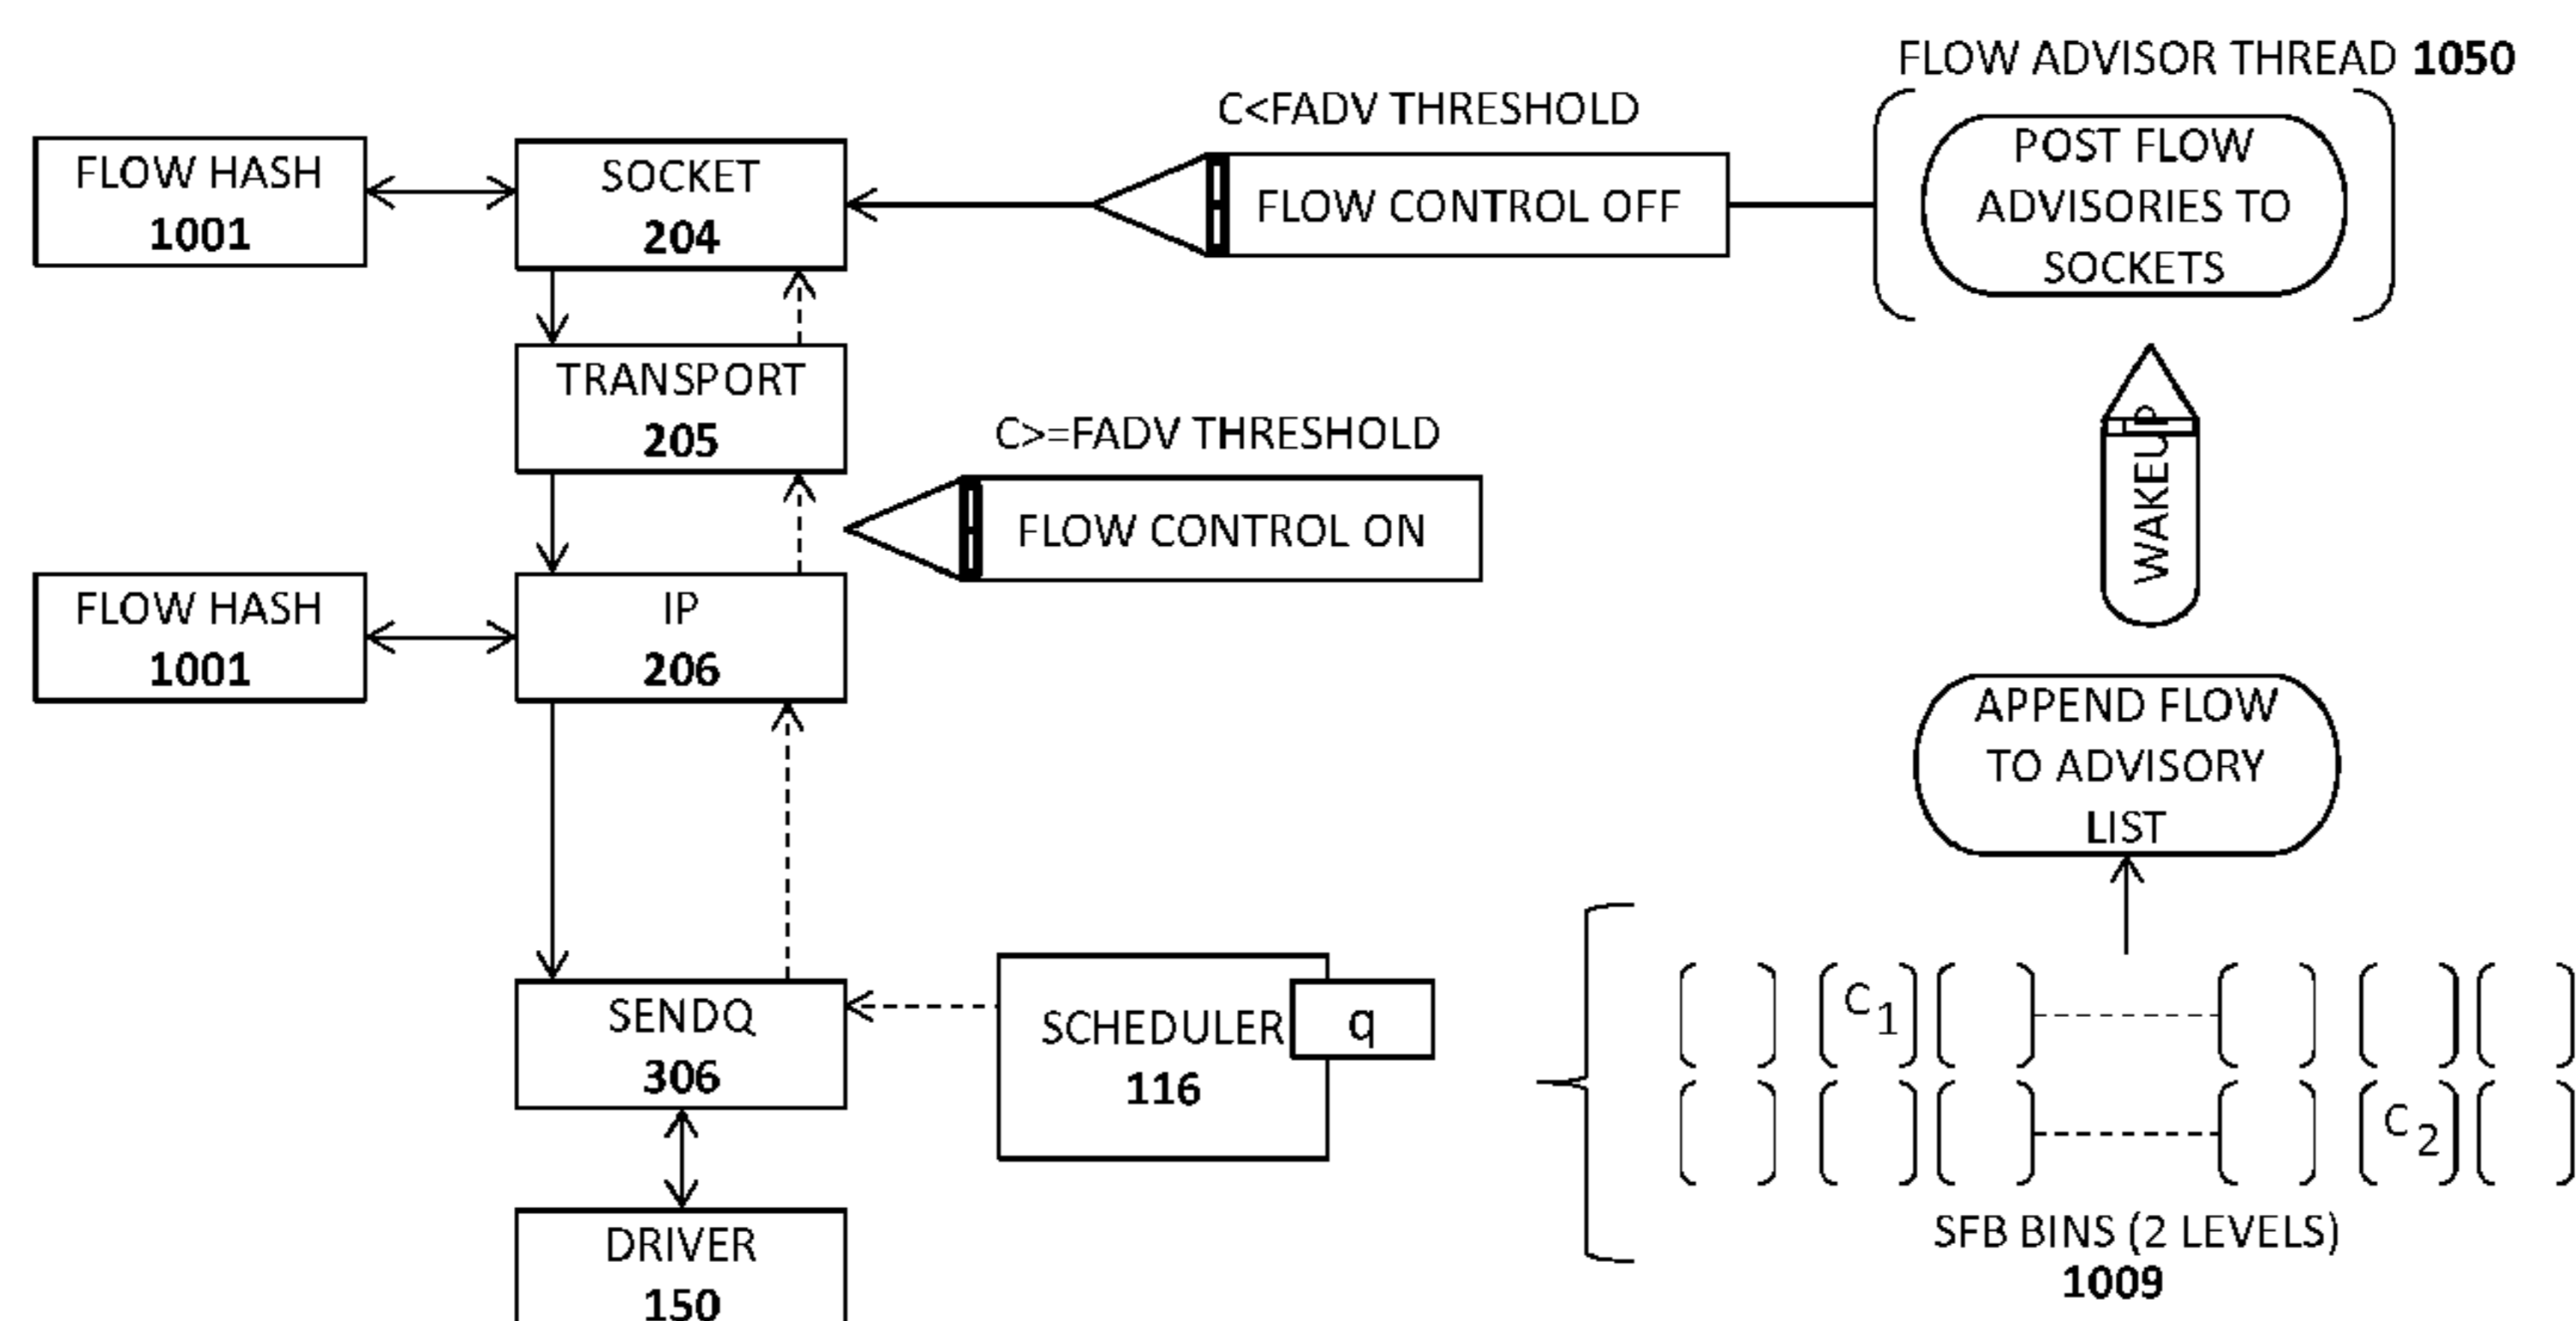 FLOW ADVISOR THREAD 1050
C<FADV THRESHOLD
FLOW HASH
1001
SOCKET
204
FLOW CONTROL OFF
POST FLOW
ADVISORIES TO
SOCKETS
TRANSPORT
205
C>=FADV THRESHOLD
FLOW CONTROL ON
WAKEUP
FLOW HASH
1001
IP
206
APPEND FLOW
TO ADVISORY
LIST
SENDQ
306
SCHEDULER
116
q
C1
C2
SFB BINS (2 LEVELS)
1009
DRIVER
150